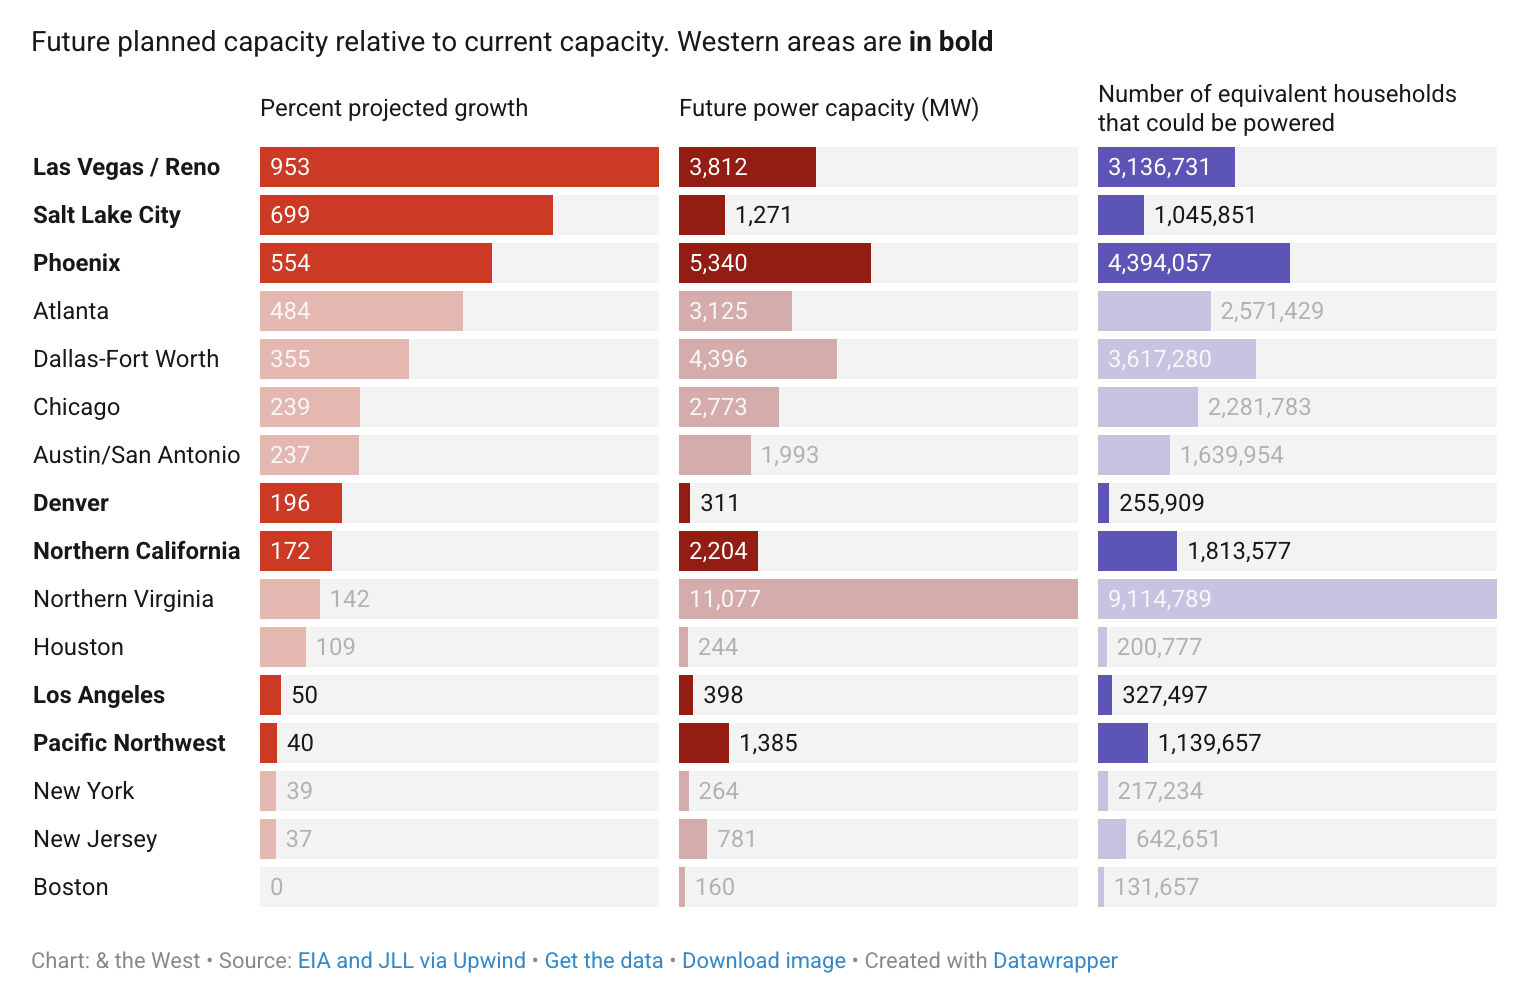 Future planned capacity relative to current capacity. Western areas are in bold
Percent projected growth
Future power capacity (MW)
Number of equivalent households
that could be powered
Las Vegas / Reno 953 3,812 3,136,731
Salt Lake City 699 1,271 1,045,851
Phoenix 554 5,340 4,394,057
Atlanta 484 3,125 2,571,429
Dallas-Fort Worth 355 4,396 3,617,280
Chicago 239 2,773 2,281,783
Austin/San Antonio 237 1,993 1,639,954
Denver 196 311 255,909
Northern California 172 2,204 1,813,577
Northern Virginia 142 11,077 9,114,789
Houston 109 244 200,777
Los Angeles 50 398 327,497
Pacific Northwest 40 1,385 1,139,657
New York 39 264 217,234
New Jersey 37 781 642,651
Boston 0 160 131,657
Chart: & the West • Source: EIA and JLL via Upwind • Get the data • Download image • Created with Datawrapper